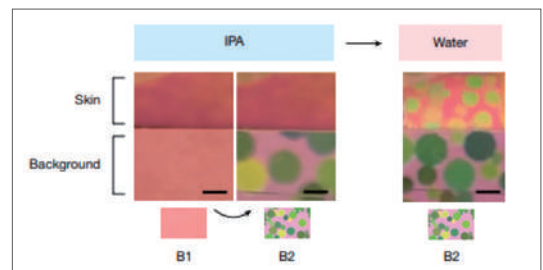 IPA → Water
Skin
Background
B1 B2 B2